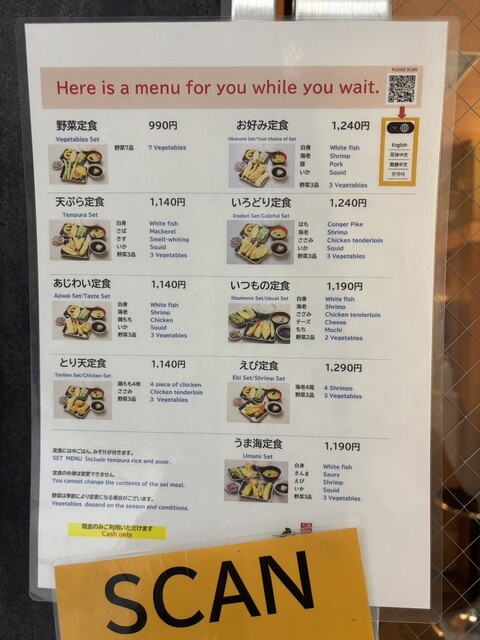 PLEASE SCAN
Here is a menu for you while you wait.
English
繁體中文
한국어
野菜定食 990円
Vegetables Set
野菜7品 7 Vegetables
お好み定食 1,240円
Okonomi Set/Your choice of Set
白身 White fish
海老 Shrimp
豚 Pork
いか Squid
野菜3品 3 Vegetables
天ぷら定食 1,140円
Tempura Set
白身 White fish
さば Mackerel
きす Smelt-whiting
いか Squid
野菜3品 3 Vegetables
いろどり定食 1,240円
Irodori Set/Coloful Set
はも Conger Pike
海老 Shrimp
ささみ Chicken tenderloin
いか Squid
野菜3品 3 Vegetables
あじわい定食 1,140円
Ajiwai Set/Taste Set
白身 White fish
海老 Shrimp
鶏もも Chicken
いか Squid
野菜3品 3 Vegetables
いつもの定食 1,190円
Itsumono Set/Usual Set
白身 White fish
海老 Shrimp
ささみ Chicken tenderloin
チーズ Cheese
もち Mochi
野菜2品 2 Vegetables
とり天定食 1,140円
Toriten Set/Chicken Set
鶏もも4枚 4 piece of chicken
ささみ Chicken tenderloin
野菜3品 3 Vegetables
えび定食 1,290円
Ebi Set/Shrimp Set
海老4尾 4 Shrimps
野菜3品 3 Vegetables
うま海定食 1,190円
Umami Set
白身 White fish
さんま Saury
えび Shrimp
いか Squid
野菜3品 3 Vegetables
定食にはごはん、みそ汁が付きます。
SET MENU Include tempura rice and soup .
定食の中身は変更できません。
You cannot change the contents of the set meal.
野菜は季節により変更になる場合がございます。
Vegetables depend on the season and conditions.
現金のみご利用いただけます
Cash only
SCAN